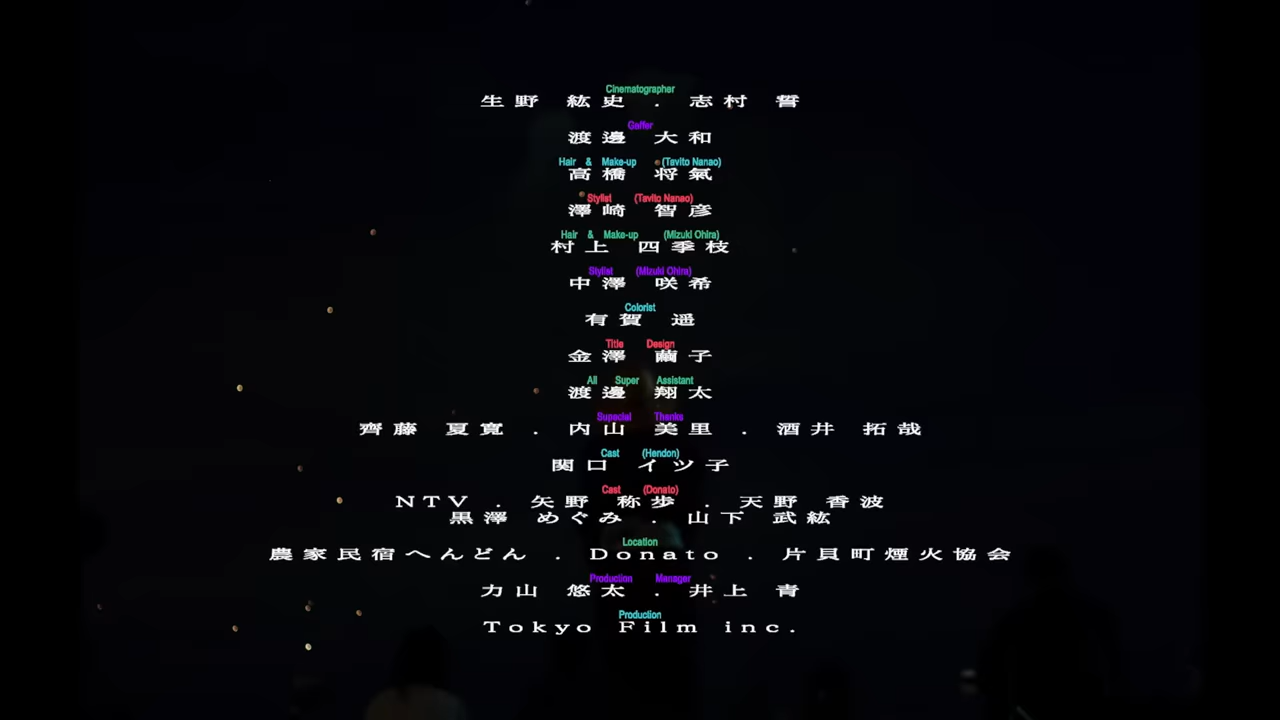 Cinematographer
生野 紘史 . 志村 誓
Gaffer
渡邊 大和
Hair & Make-up (Tavito Nanao)
高橋 将氣
Stylist (Tavito Nanao)
澤崎 智彦
Hair & Make-up (Mizuki Ohira)
村上 四季枝
Stylist (Mizuki Ohira)
中澤 咲希
Colorist
有賀 遥
Title Design
金澤 繭子
All Super Assistant
渡邊 翔太
Supecial Thanks
齊藤 夏寛 . 内山 美里 . 酒井 拓哉
Cast (Hendon)
関口 イツ子
Cast (Donato)
NTV . 矢野 称歩 . 天野 香波
黒澤 めぐみ . 山下 武紘
Location
農家民宿へんどん . Donato . 片貝町煙火協会
Production Manager
力山 悠太 . 井上 青
Production
Tokyo Film inc.